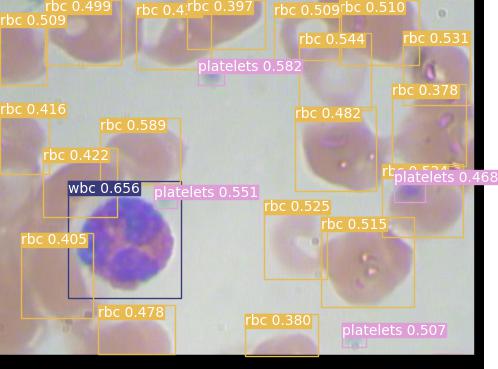 rbc 0.499
rbc 0.397
rbc 0.509
rbc 0.510
rbc 0.509
rbc 0.544
rbc 0.531
platelets 0.582
rbc 0.378
rbc 0.416
rbc 0.482
rbc 0.589
rbc 0.422
platelets 0.468
wbc 0.656
platelets 0.551
rbc 0.525
rbc 0.515
rbc 0.405
rbc 0.478
rbc 0.380
platelets 0.507